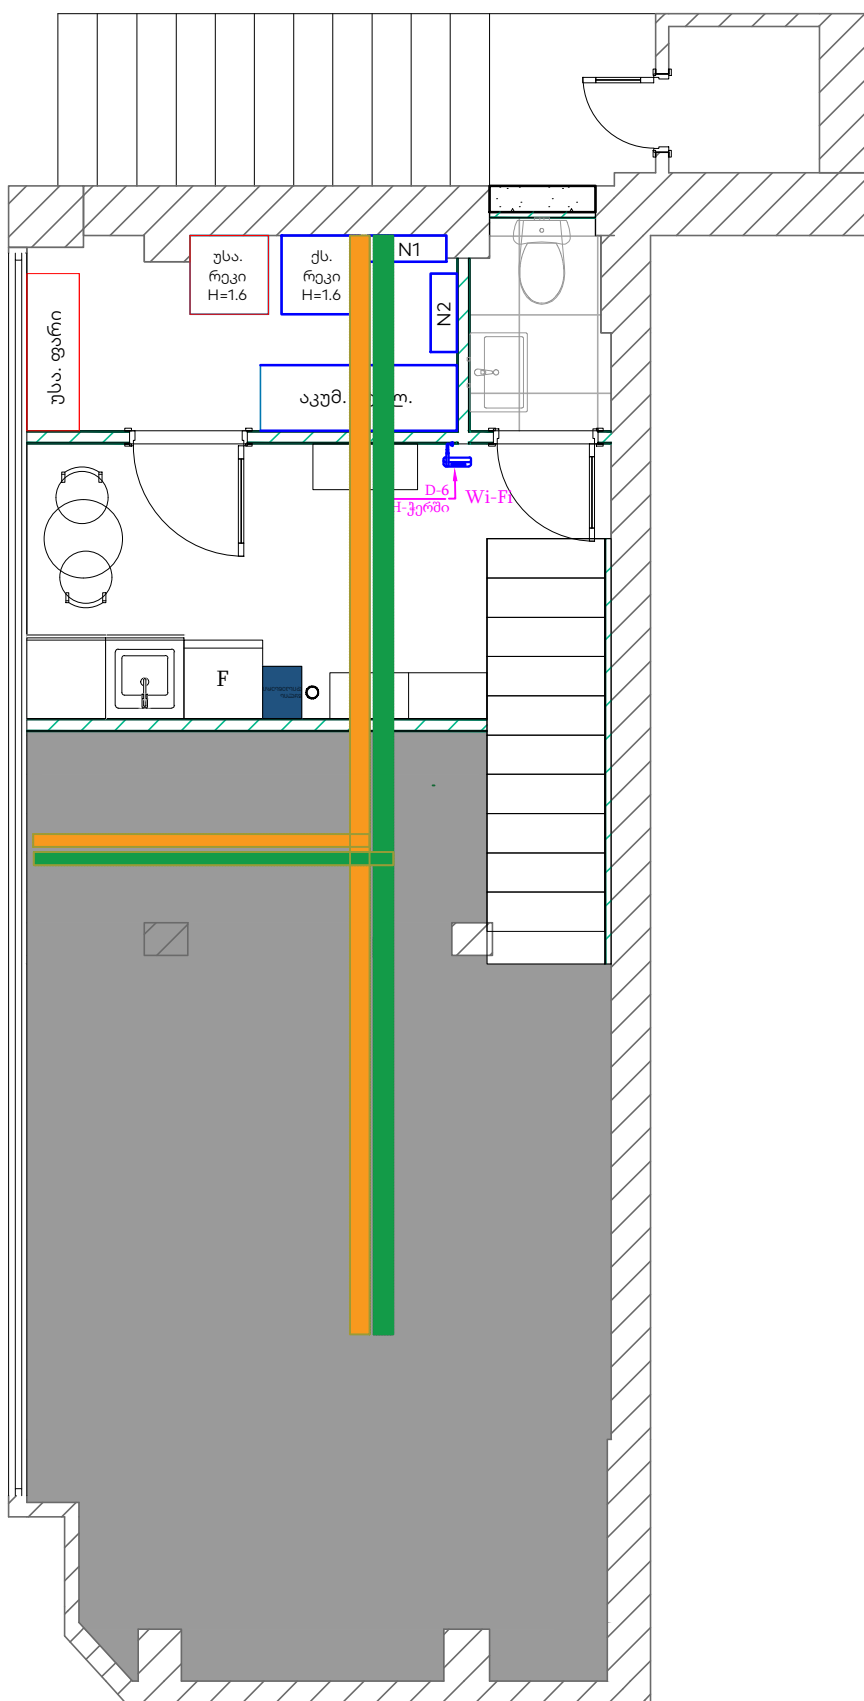 უსა.
რეკი
H=1.6
ქს.
რეკი
H=1.6
N1
N2
უსა. ფარი
აკუმ.
ლ.
D-6
H-ჭერში
Wi-Fi
F